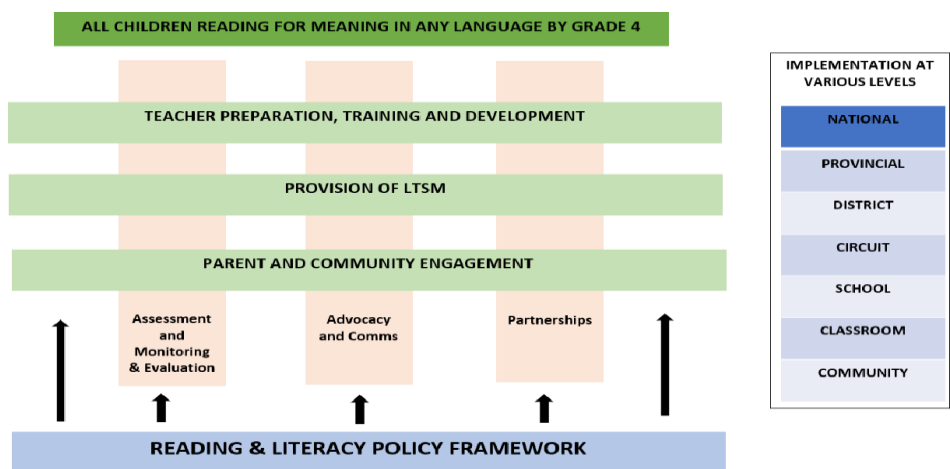 ALL CHILDREN READING FOR MEANING IN ANY LANGUAGE BY GRADE 4
TEACHER PREPARATION, TRAINING AND DEVELOPMENT
PROVISION OF LTSM
PARENT AND COMMUNITY ENGAGEMENT
Assessment
and
Monitoring
& Evaluation
Advocacy
and Comms
Partnerships
READING & LITERACY POLICY FRAMEWORK
IMPLEMENTATION AT
VARIOUS LEVELS
NATIONAL
PROVINCIAL
DISTRICT
CIRCUIT
SCHOOL
CLASSROOM
COMMUNITY